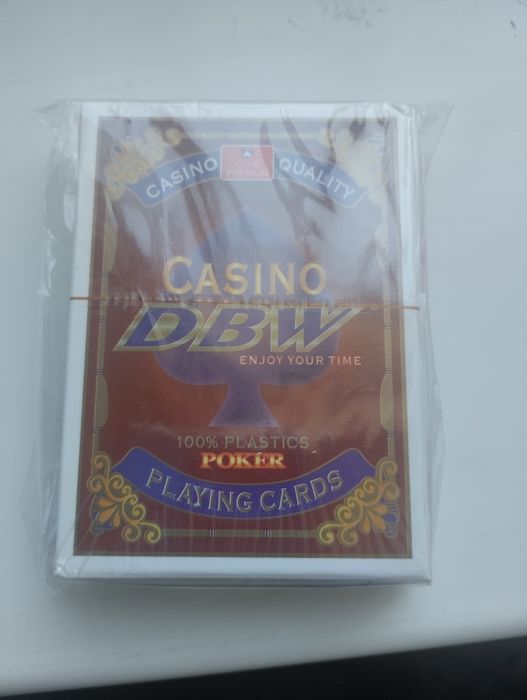 CASINO QUALITY
CLUB
PREMIUM
CASINO
DBW
ENJOY YOUR TIME
100% PLASTICS
POKER
PLAYING CARDS